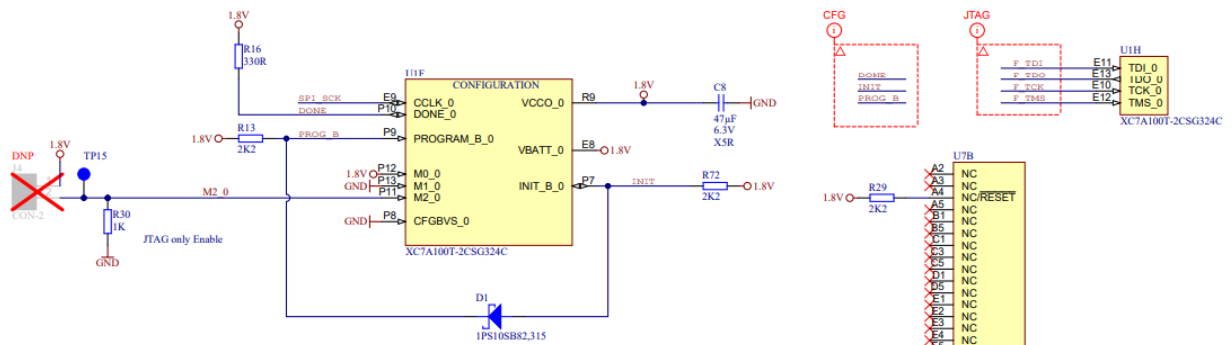 1.8V
R16
330R
U1F
CONFIGURATION
SPI_SCK
E9
CCLK_0
DONE
P10
DONE_0
1.8V
R13
2K2
PROG_B
P9
PROGRAM_B_0
P12
M0_0
1.8V
P13
M1_0
GND
P11
M2_0
P8
CFGBVS_0
GND
VCCO_0
R9
1.8V
C8
47μF
6.3V
X5R
GND
VBATT_0
E8
1.8V
INIT_B_0
P7
INIT
R72
2K2
1.8V
XC7A100T-2CSG324C
DNP
1.8V
TP15
J4
CON-2
M2_0
R30
1K
GND
JTAG only Enable
D1
1PS10SB82,315
CFG
i
DONE
INIT
PROG_B
JTAG
i
F_TDI
F_TDO
F_TCK
F_TMS
U1H
E11
TDI_0
E13
TDO_0
E10
TCK_0
E12
TMS_0
XC7A100T-2CSG324C
U7B
1.8V
R29
2K2
A2
NC
A3
NC
A4
NC/RESET
A5
NC
B1
NC
B5
NC
C1
NC
C3
NC
C5
NC
D1
NC
D5
NC
E1
NC
E2
NC
E3
NC
E4
NC